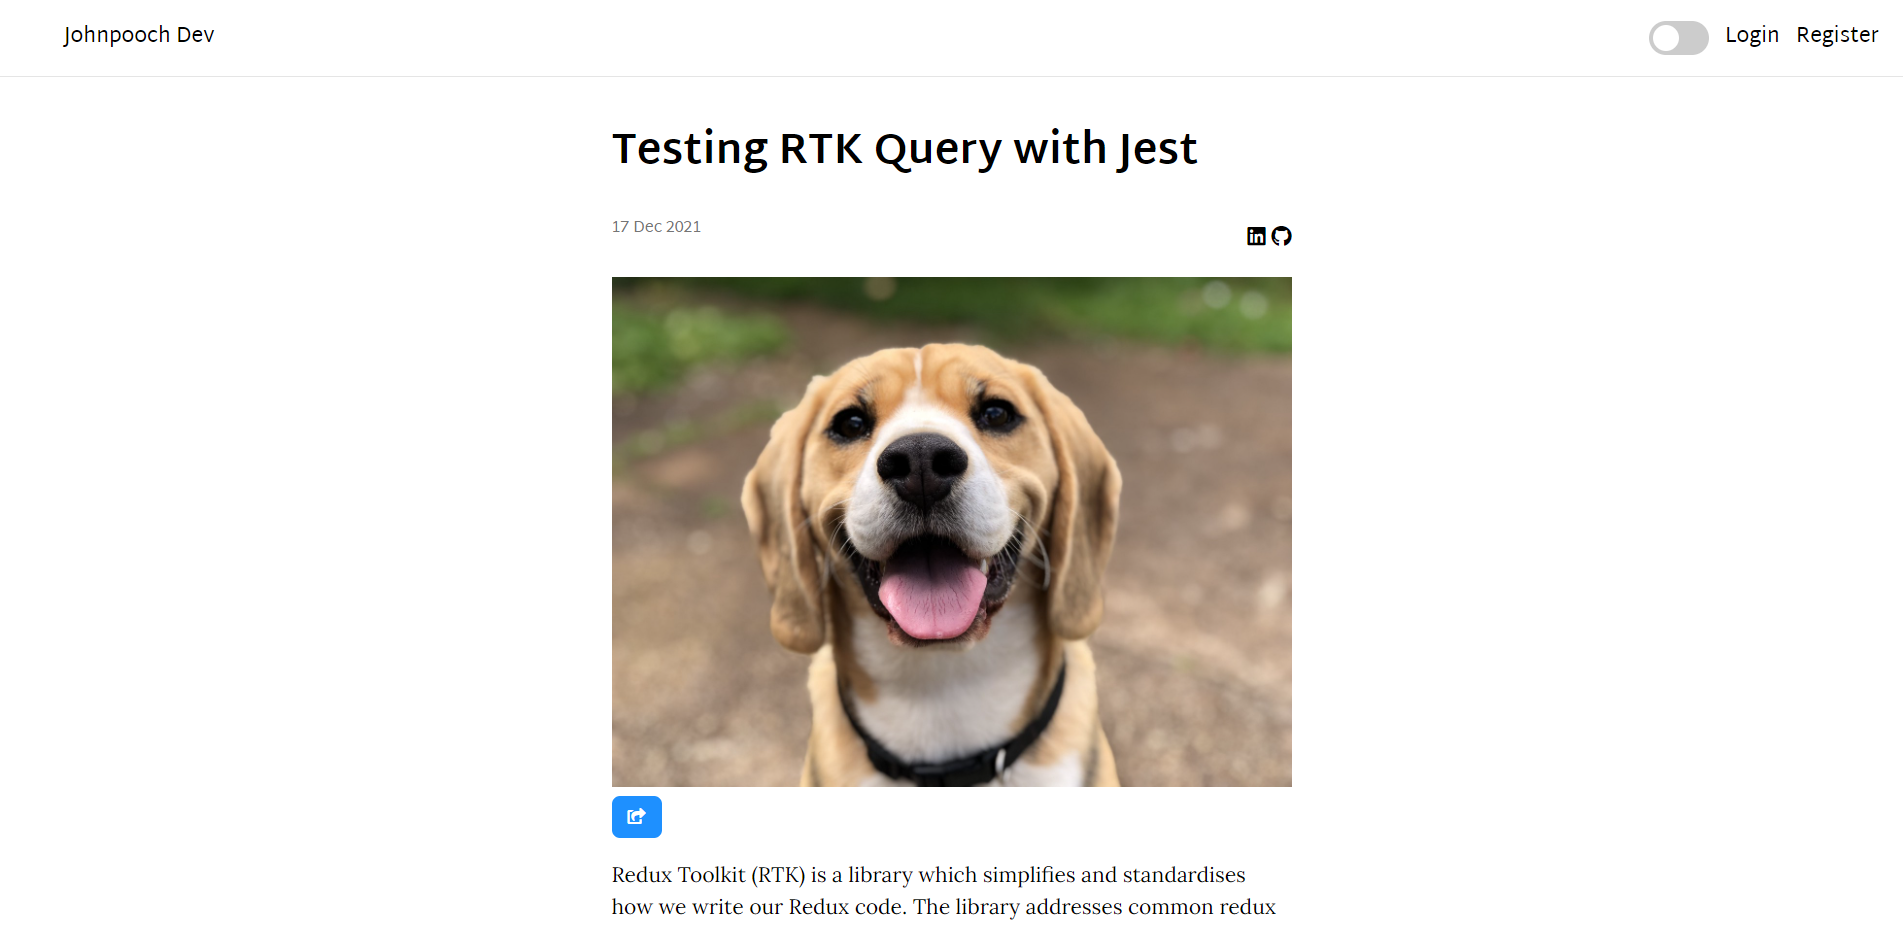 Johnpooch Dev
Login Register
Testing RTK Query with Jest
17 Dec 2021
Redux Toolkit (RTK) is a library which simplifies and standardises
how we write our Redux code. The library addresses common redux